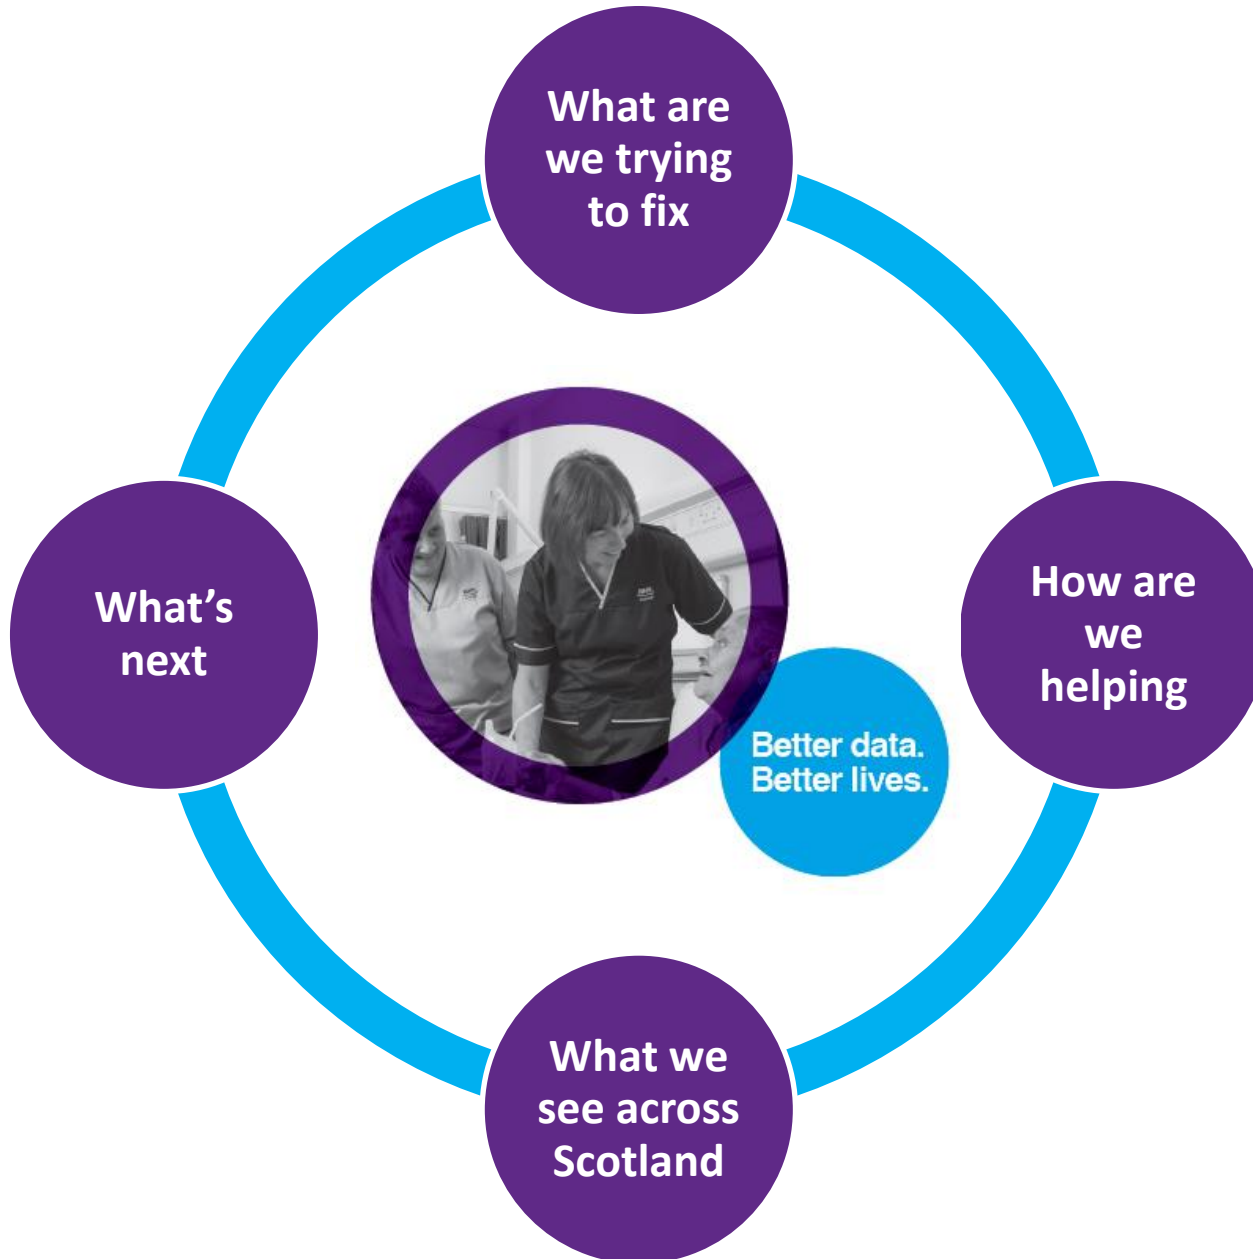 What are
we trying
to fix
How are
we
helping
What we
see across
Scotland
What's
next
Better data.
Better lives.